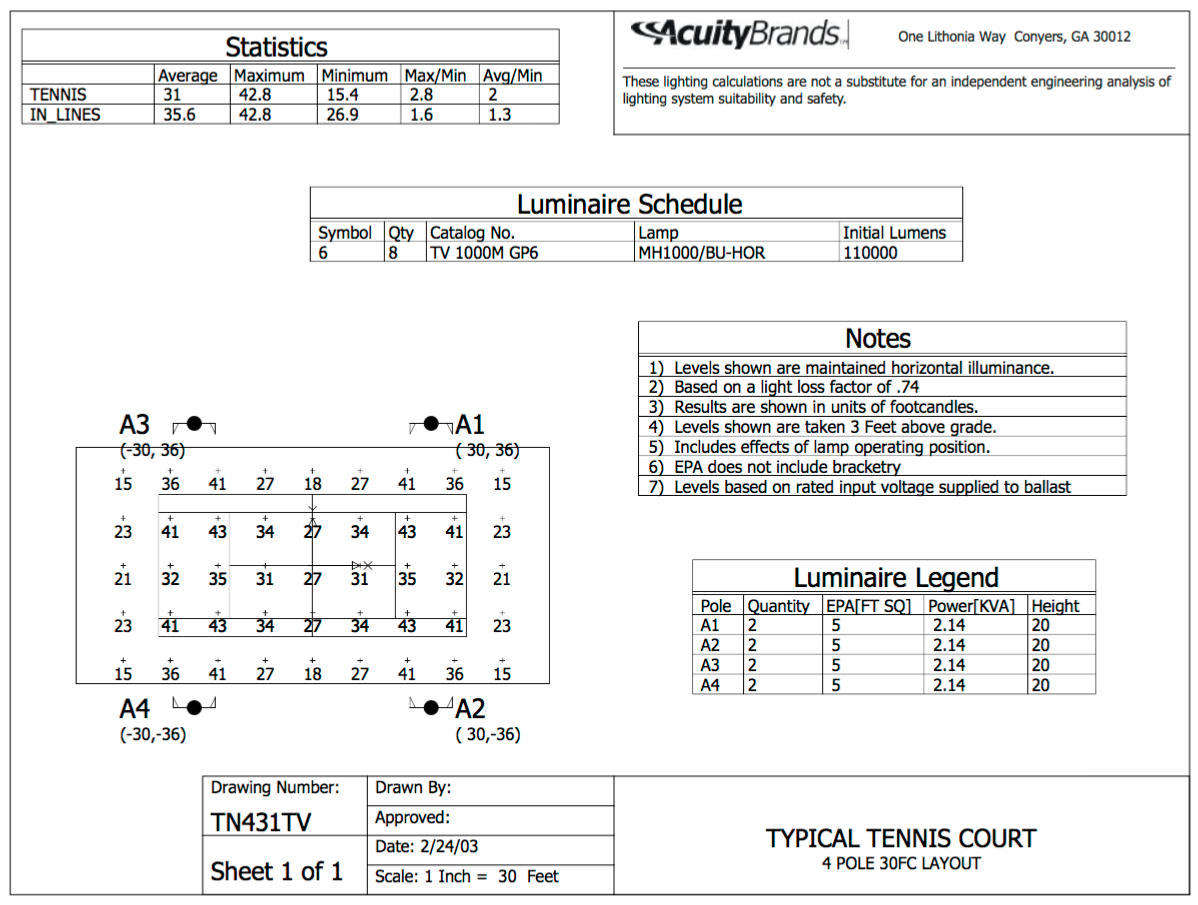 Statistics
Average Maximum Minimum Max/Min Avg/Min
TENNIS 31 42.8 15.4 2.8 2
IN_LINES 35.6 42.8 26.9 1.6 1.3
AcuityBrands
One Lithonia Way Conyers, GA 30012
These lighting calculations are not a substitute for an independent engineering analysis of
lighting system suitability and safety.
Luminaire Schedule
Symbol Qty Catalog No. Lamp Initial Lumens
6 8 TV 1000M GP6 MH1000/BU-HOR 110000
Notes
1) Levels shown are maintained horizontal illuminance.
2) Based on a light loss factor of .74
3) Results are shown in units of footcandles.
4) Levels shown are taken 3 Feet above grade.
5) Includes effects of lamp operating position.
6) EPA does not include bracketry
7) Levels based on rated input voltage supplied to ballast
A3 A1
(-30, 36) ( 30, 36)
15 36 41 27 18 27 41 36 15
23 41 43 34 27 34 43 41 23
21 32 35 31 27 31 35 32 21
23 41 43 34 27 34 43 41 23
15 36 41 27 18 27 41 36 15
A4 A2
(-30,-36) ( 30,-36)
Luminaire Legend
Pole Quantity EPA[FT SQ] Power[KVA] Height
A1 2 5 2.14 20
A2 2 5 2.14 20
A3 2 5 2.14 20
A4 2 5 2.14 20
Drawing Number:
TN431TV
Sheet 1 of 1
Drawn By:
Approved:
Date: 2/24/03
Scale: 1 Inch = 30 Feet
TYPICAL TENNIS COURT
4 POLE 30FC LAYOUT